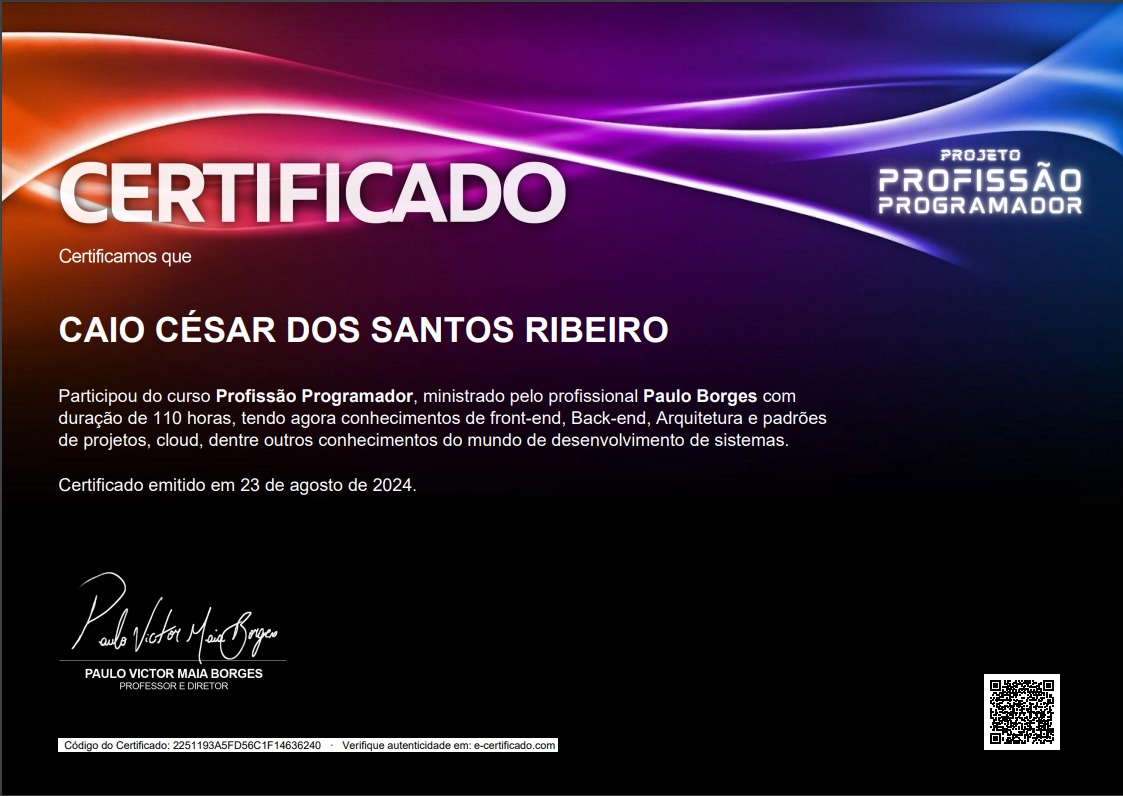 PROJETO
PROFISSÃO
PROGRAMADOR
CERTIFICADO
Certificamos que
CAIO CÉSAR DOS SANTOS RIBEIRO
Participou do curso Profissão Programador, ministrado pelo profissional Paulo Borges com
duração de 110 horas, tendo agora conhecimentos de front-end, Back-end, Arquitetura e padrões
de projetos, cloud, dentre outros conhecimentos do mundo de desenvolvimento de sistemas.
Certificado emitido em 23 de agosto de 2024.
Paulo Victor Maia Borges
PAULO VICTOR MAIA BORGES
PROFESSOR E DIRETOR
Código do Certificado: 2251193A5FD56C1F14636240 · Verifique autenticidade em: e-certificado.com